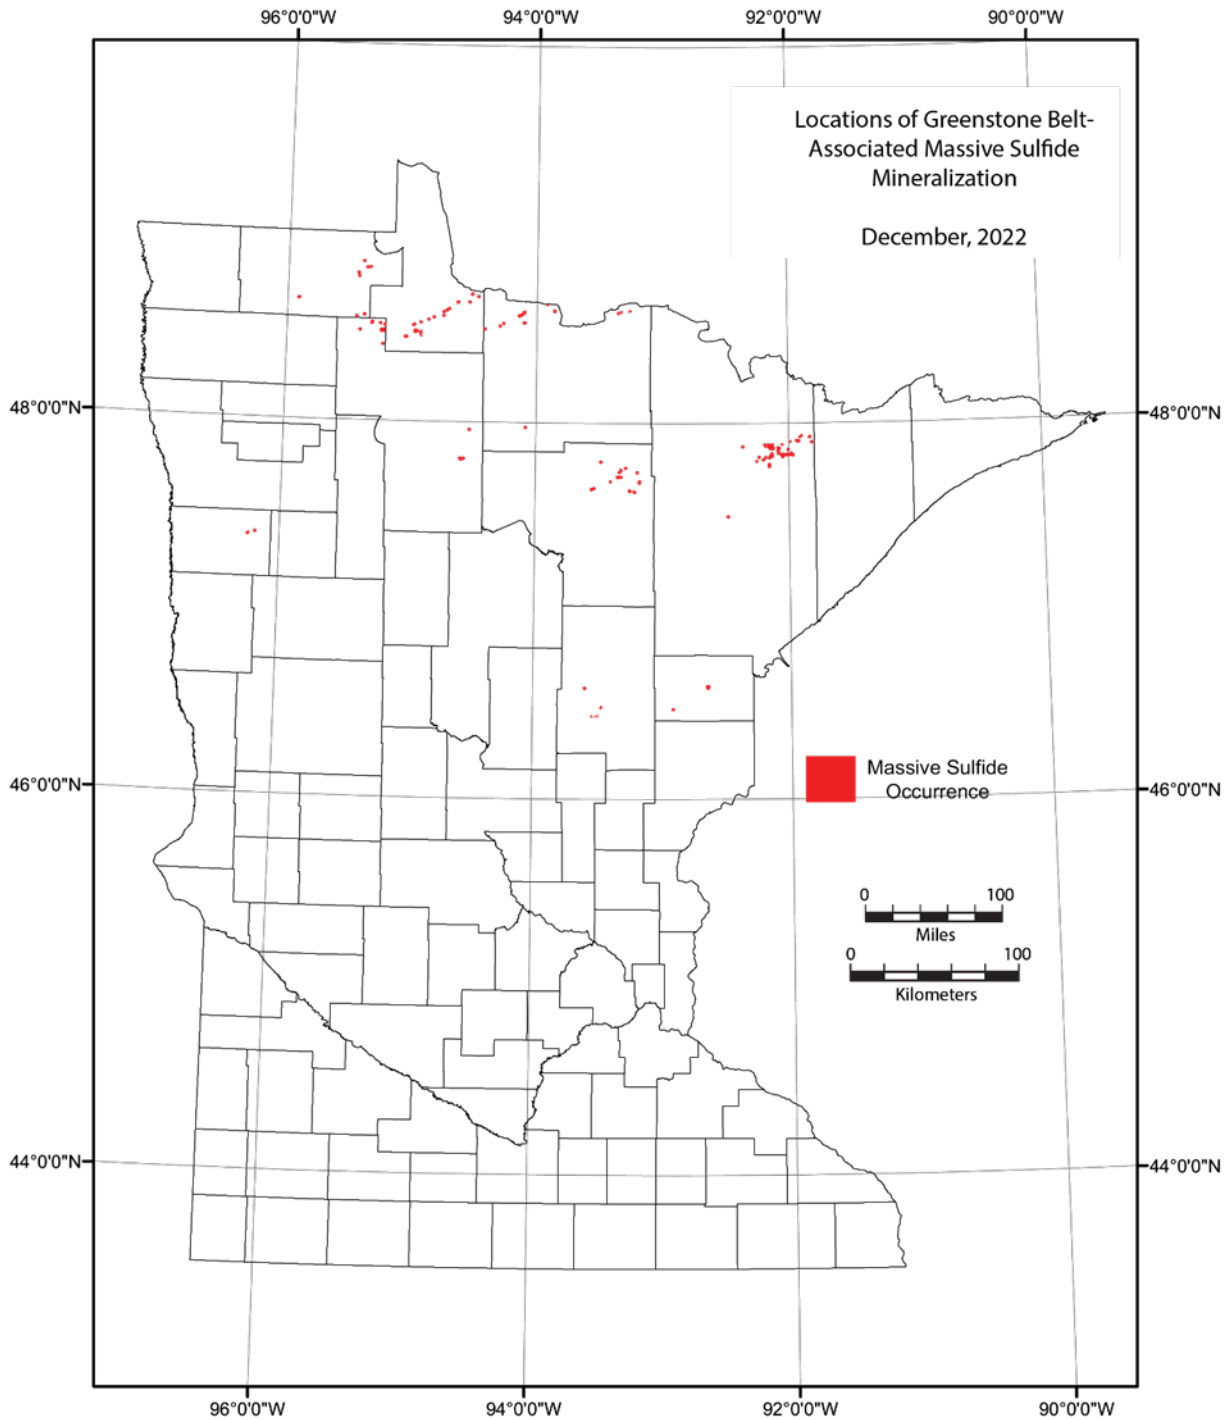 96°0'0"W 94°0'0"W 92°0'0"W 90°0'0"W
Locations of Greenstone Belt-
Associated Massive Sulfide
Mineralization
December, 2022
48°0'0"N 48°0'0"N
Massive Sulfide
Occurrence
46°0'0"N 46°0'0"N
0 100
Miles
0 100
Kilometers
44°0'0"N 44°0'0"N
96°0'0"W 94°0'0"W 92°0'0"W 90°0'0"W